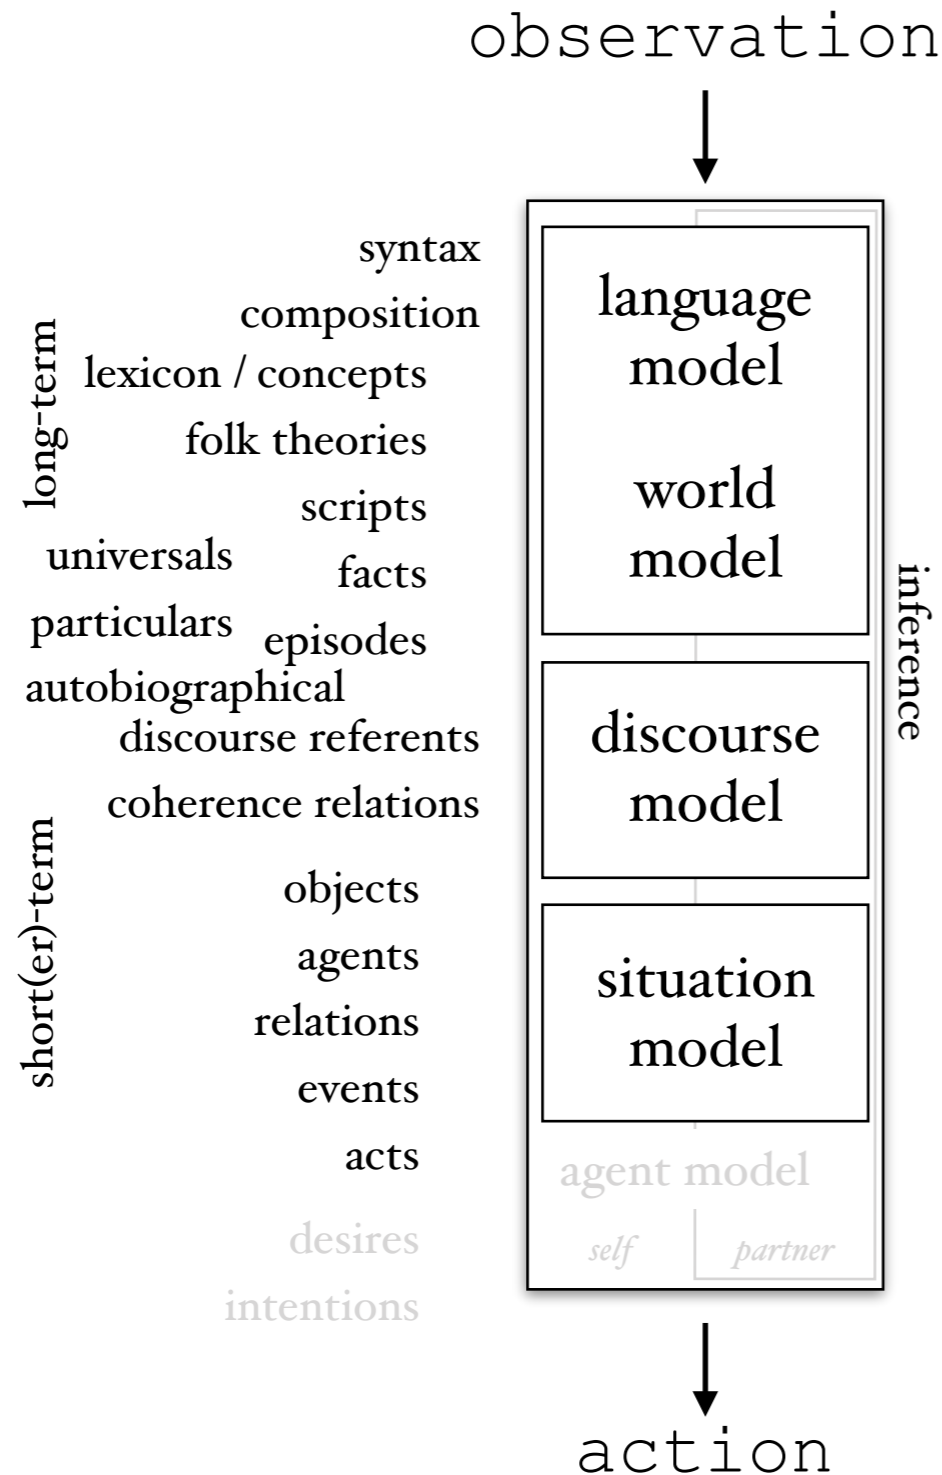 observation
syntax
composition
lexicon / concepts
folk theories
scripts
facts
episodes
long-term
universals
particulars
autobiographical
discourse referents
coherence relations
short(er)-term
objects
agents
relations
events
acts
desires
intentions
language
model
world
model
discourse
model
situation
model
agent model
self
partner
inference
action